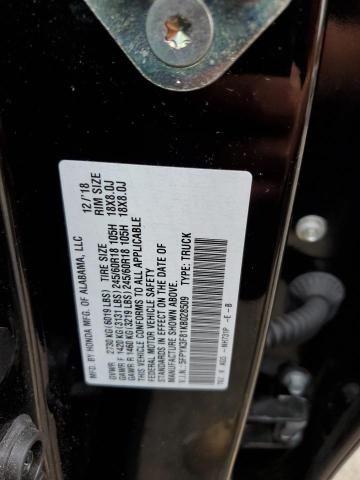 MFD. BY HONDA MFG. OF ALABAMA, LLC 12/'18
TIRE SIZE RIM SIZE
GVWR 2730 KG (6019 LBS)
GAWR F 1420 KG (3131 LBS) 245/60R18 105H 18X8.0J
GAWR R 1460 KG (3219 LBS) 245/60R18 105H 18X8.0J
THIS VEHICLE CONFORMS TO ALL APPLICABLE
FEDERAL MOTOR VEHICLE SAFETY
STANDARDS IN EFFECT ON THE DATE OF
MANUFACTURE SHOWN ABOVE.
V.I.N.: 5FPYK3F81KB028509 TYPE: TRUCK
-E -B